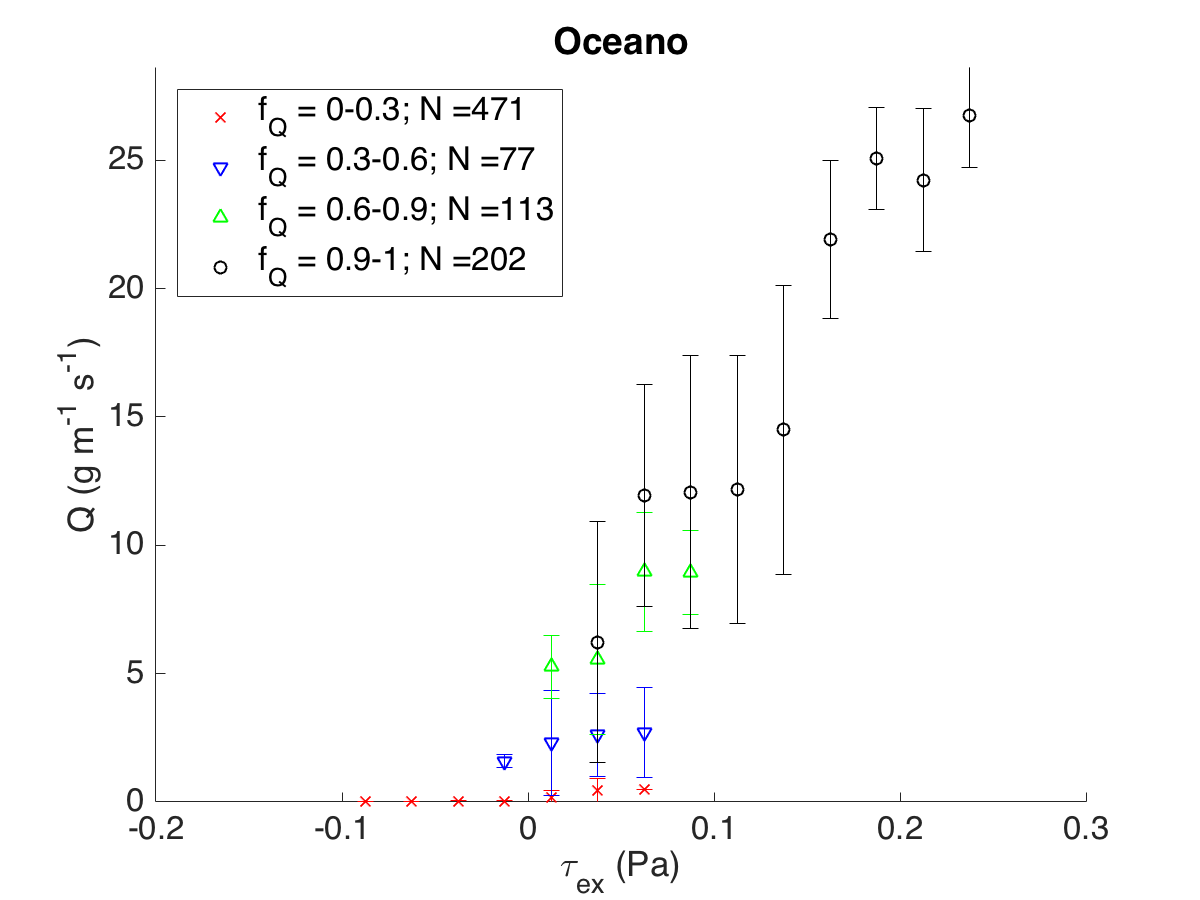 Oceano
f_Q = 0-0.3; N =471
f_Q = 0.3-0.6; N =77
f_Q = 0.6-0.9; N =113
f_Q = 0.9-1; N =202
25
20
15
10
5
0
Q (g m^-1 s^-1)
-0.2 -0.1 0 0.1 0.2 0.3
τ_ex (Pa)